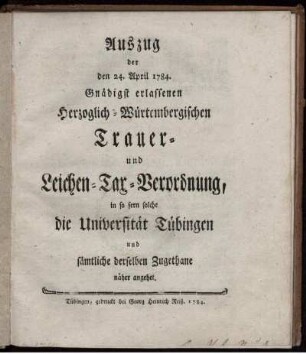 Auszug
der
den 24. April 1784.
Gnädigst erlassenen
Herzoglich-Würtembergischen
Trauer-
und
Leichen-Tax-Verordnung,
in so fern solche
die Universität Tübingen
und
sämtliche derselben Zugethane
näher angehet.
Tübingen, gedruckt bei Georg Heinrich Reiß. 1784.